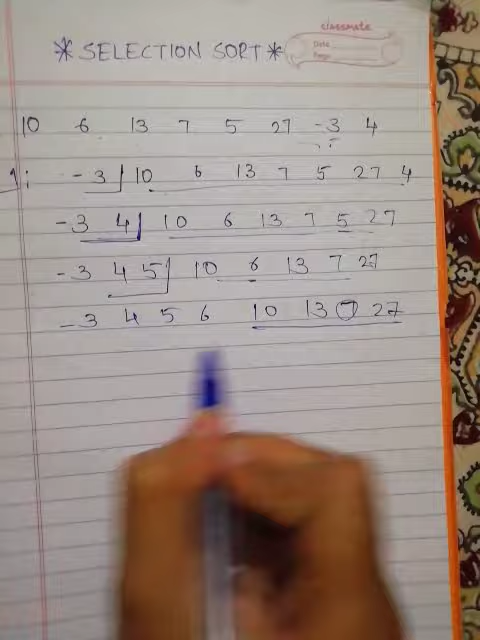 classmate
Date
Page
* SELECTION SORT *
10 6 13 7 5 27 -3 4
1; -3 | 10 6 13 7 5 27 4
-3 4 | 10 6 13 7 5 27
-3 4 5 | 10 6 13 7 27
-3 4 5 6 10 13 7 27